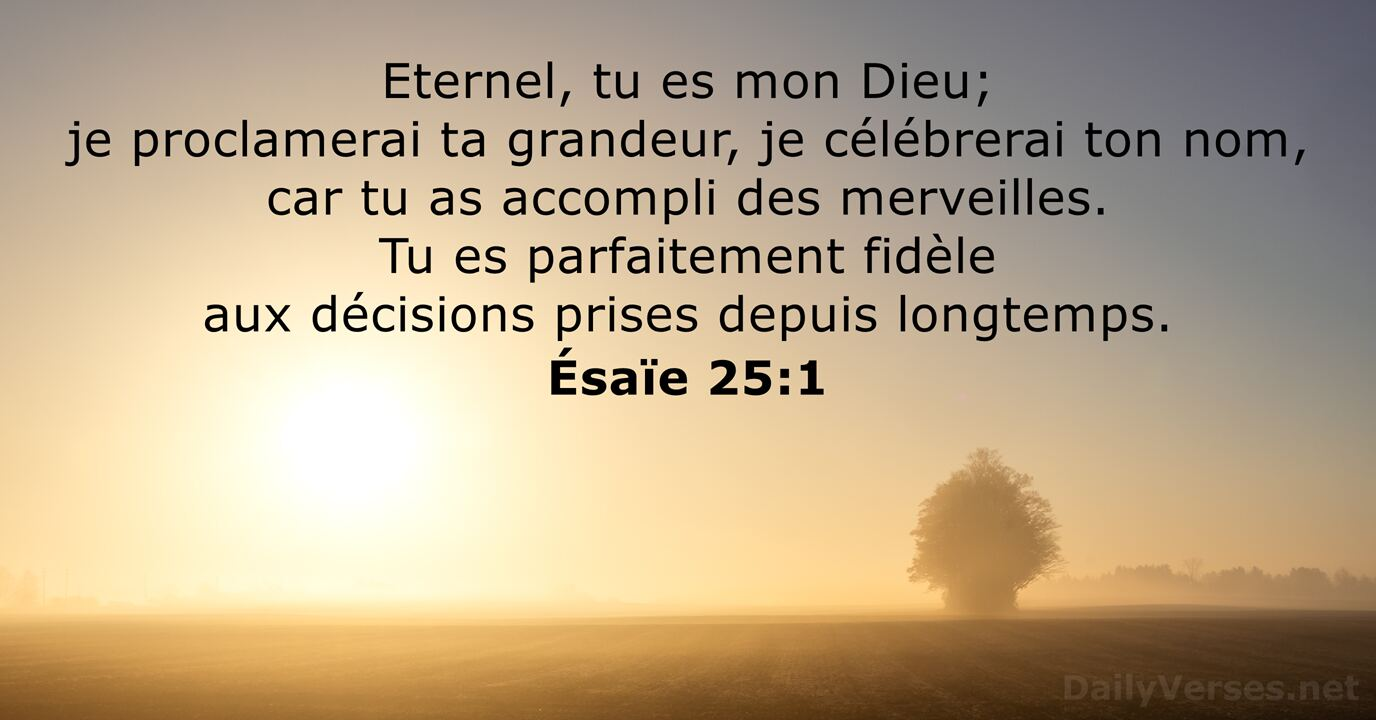 Eternel, tu es mon Dieu;
je proclamerai ta grandeur, je célébrerai ton nom,
car tu as accompli des merveilles.
Tu es parfaitement fidèle
aux décisions prises depuis longtemps.
Ésaïe 25:1
DailyVerses.net